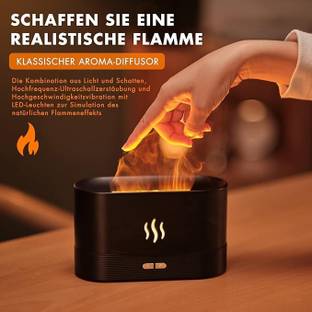 SCHAFFEN SIE EINE
REALISTISCHE FLAMME
KLASSISCHER AROMA-DIFFUSOR
Die Kombination aus Licht und Schatten,
Hochfrequenz-Ultraschallzerstäubung und
Hochgeschwindigkeitsvibration mit
LED-Leuchten zur Simulation des
natürlichen Flammeneffekts